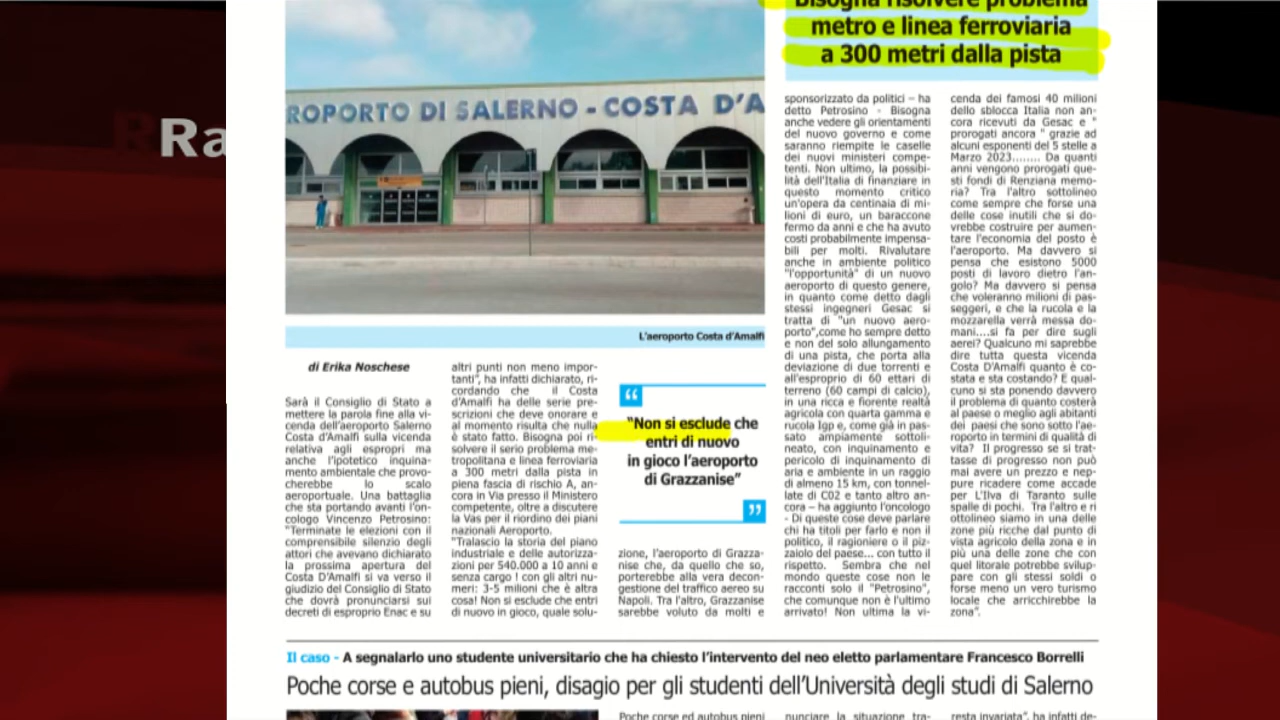 Ra
Bisogna risolvere problema
metro e linea ferroviaria
a 300 metri dalla pista
ROPORTO DI SALERNO - COSTA D'A
L'aeroporto Costa d'Amalfi
di Erika Noschese
Sarà il Consiglio di Stato a
mettere la parola fine alla vi-
cenda dell'aeroporto Salerno
Costa d'Amalfi sulla vicenda
relativa agli espropri ma
anche l'ipotetico inquina-
mento ambientale che provo-
cherebbe lo scalo
aeroportuale. Una battaglia
che sta portando avanti l'on-
cologo Vincenzo Petrosino:
"Terminate le elezioni con il
comprensibile silenzio degli
attori che avevano dichiarato
la prossima apertura del
Costa D'Amalfi si va verso il
giudizio del Consiglio di Stato
che dovrà pronunciarsi sui
decreti di esproprio Enac e su
altri punti non meno impor-
tanti", ha infatti dichiarato, ri-
cordando che il Costa
d'Amalfi ha delle serie pre-
scrizioni che deve onorare e
al momento risulta che nulla
è stato fatto. Bisogna poi ri-
solvere il serio problema me-
tropolitana e linea ferroviaria
a 300 metri dalla pista in
piena fascia di rischio A, an-
cora in Via presso il Ministero
competente, oltre a discutere
la Vas per il riordino dei piani
nazionali Aeroporto.
"Tralascio la storia del piano
industriale e delle autorizza-
zioni per 540.000 a 10 anni e
senza cargo ! con gli altri nu-
meri: 3-5 milioni che è altra
cosa! Non si esclude che entri
di nuovo in gioco, quale solu-
“
"Non si esclude che
entri di nuovo
in gioco l'aeroporto
di Grazzanise"
”
zione, l'aeroporto di Grazza-
nise che, da quello che so,
porterebbe alla vera decon-
gestione del traffico aereo su
Napoli. Tra l'altro, Grazzanise
sarebbe voluto da molti e
sponsorizzato da politici – ha
detto Petrosino - Bisogna
anche vedere gli orientamenti
del nuovo governo e come
saranno riempite le caselle
dei nuovi ministeri compe-
tenti. Non ultimo, la possibi-
lità dell'Italia di finanziare in
questo momento critico
un'opera da centinaia di mi-
lioni di euro, un baraccone
fermo da anni e che ha avuto
costi probabilmente impensa-
bili per molti. Rivalutare
anche in ambiente politico
"l'opportunità" di un nuovo
aeroporto di questo genere,
in quanto come detto dagli
stessi ingegneri Gesac si
tratta di "un nuovo aero-
porto",come ho sempre detto
e non del solo allungamento
di una pista, che porta alla
deviazione di due torrenti e
all'esproprio di 60 ettari di
terreno (60 campi di calcio),
in una ricca e fiorente realtà
agricola con quarta gamma e
rucola Igp e, come già in pas-
sato ampiamente sottoli-
neato, con inquinamento e
pericolo di inquinamento di
aria e ambiente in un raggio
di almeno 15 km, con tonnel-
late di C02 e tanto altro an-
cora – ha aggiunto l'oncologo
- Di queste cose deve parlare
chi ha titoli per farlo e non il
politico, il ragioniere o il piz-
zaiolo del paese... con tutto il
rispetto. Sembra che nel
mondo queste cose non le
racconti solo il "Petrosino",
che comunque non è l'ultimo
arrivato! Non ultima la vi-
cenda dei famosi 40 milioni
dello sblocca Italia non an-
cora ricevuti da Gesac e "
prorogati ancora " grazie ad
alcuni esponenti del 5 stelle a
Marzo 2023........ Da quanti
anni vengono prorogati que-
sti fondi di Renziana memo-
ria? Tra l'altro sottolineo
come sempre che forse una
delle cose inutili che si do-
vrebbe costruire per aumen-
tare l'economia del posto è
l'aeroporto. Ma davvero si
pensa che esistono 5000
posti di lavoro dietro l'an-
golo? Ma davvero si pensa
che voleranno milioni di pas-
seggeri, e che la rucola e la
mozzarella verrà messa do-
mani....si fa per dire sugli
aerei? Qualcuno mi saprebbe
dire tutta questa vicenda
Costa D'Amalfi quanto è co-
stata e sta costando? E qual-
cuno si sta ponendo davvero
il problema di quanto costerà
al paese o meglio agli abitanti
dei paesi che sono sotto l'ae-
roporto in termini di qualità di
vita? Il progresso se si trat-
tasse di progresso non può
mai avere un prezzo e nep-
pure ricadere come accade
per L'Ilva di Taranto sulle
spalle di pochi. Tra l'altro e ri
ottolineo siamo in una delle
zone più ricche dal punto di
vista agricolo della zona e in
più una delle zone che con
quel litorale potrebbe svilup-
pare con gli stessi soldi o
forse meno un vero turismo
locale che arricchirebbe la
zona".
Il caso - A segnalarlo uno studente universitario che ha chiesto l'intervento del neo eletto parlamentare Francesco Borrelli
Poche corse e autobus pieni, disagio per gli studenti dell'Università degli studi di Salerno
Poche corse ed autobus pieni
nunciare la situazione tra-
resta invariata", ha infatti de-